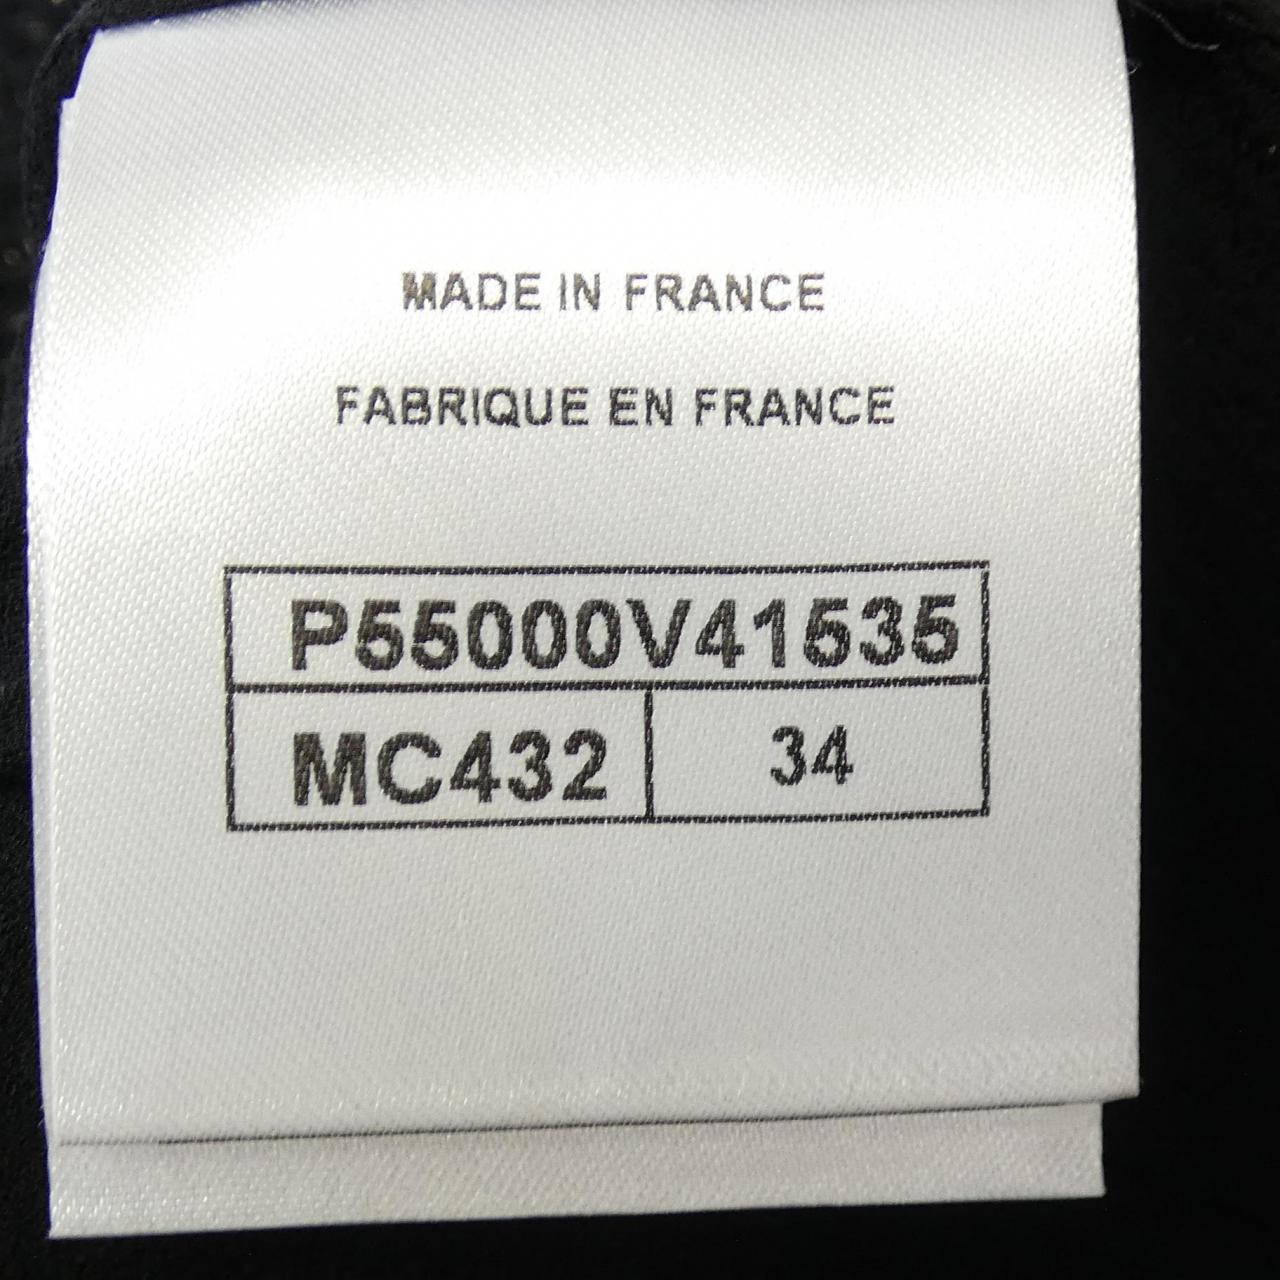 MADE IN FRANCE
FABRIQUE EN FRANCE
P55000V41535
MC432 34